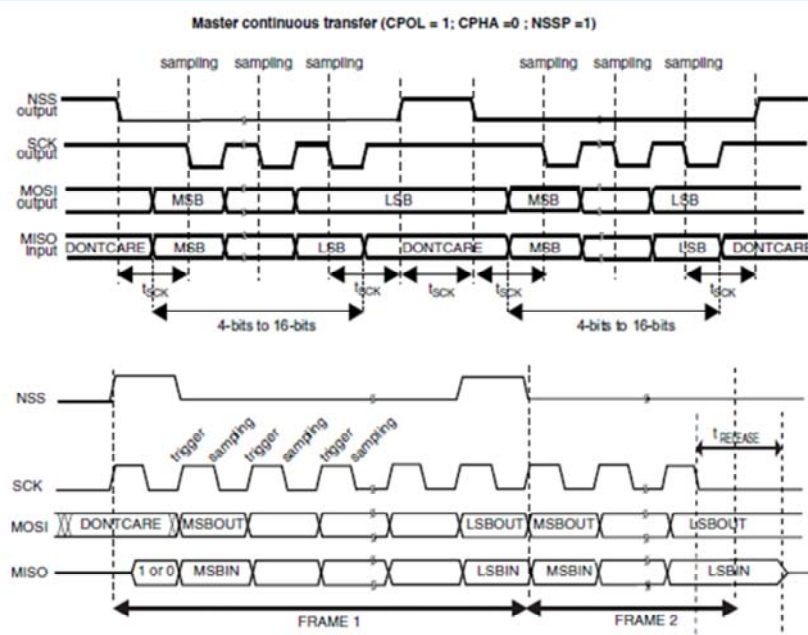 Master continuous transfer (CPOL = 1; CPHA =0 ; NSSP =1)
sampling sampling sampling sampling sampling sampling
NSS output
SCK output
MOSI output MSB LSB MSB LSB
MISO Input DONTCARE MSB LSB DONTCARE MSB LSB DONTCARE
tSCK tSCK tSCK tSCK tSCK
4-bits to 16-bits 4-bits to 16-bits
NSS
trigger sampling trigger sampling trigger sampling
tRELEASE
SCK
MOSI DONTCARE MSBOUT LSBOUT MSBOUT LSBOUT
MISO 1 or 0 MSBIN LSBIN MSBIN LSBIN
FRAME 1 FRAME 2